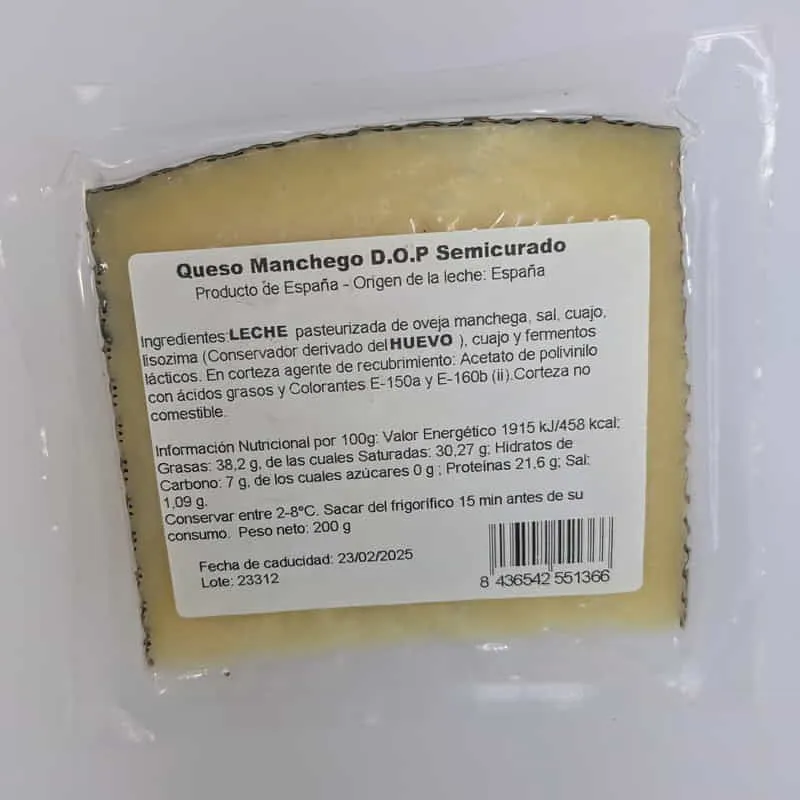 Queso Manchego D.O.P Semicurado
Producto de España - Origen de la leche: España
Ingredientes:LECHE pasteurizada de oveja manchega, sal, cuajo,
lisozima (Conservador derivado del HUEVO ), cuajo y fermentos
lácticos. En corteza agente de recubrimiento: Acetato de polivinilo
con ácidos grasos y Colorantes E-150a y E-160b (ii).Corteza no
comestible.
Información Nutricional por 100g: Valor Energético 1915 kJ/458 kcal;
Grasas: 38,2 g, de las cuales Saturadas: 30,27 g; Hidratos de
Carbono: 7 g, de los cuales azúcares 0 g ; Proteínas 21,6 g; Sal:
1,09 g.
Conservar entre 2-8ºC. Sacar del frigorifico 15 min antes de su
consumo. Peso neto: 200 g
Fecha de caducidad: 23/02/2025
Lote: 23312
8 436542 551366